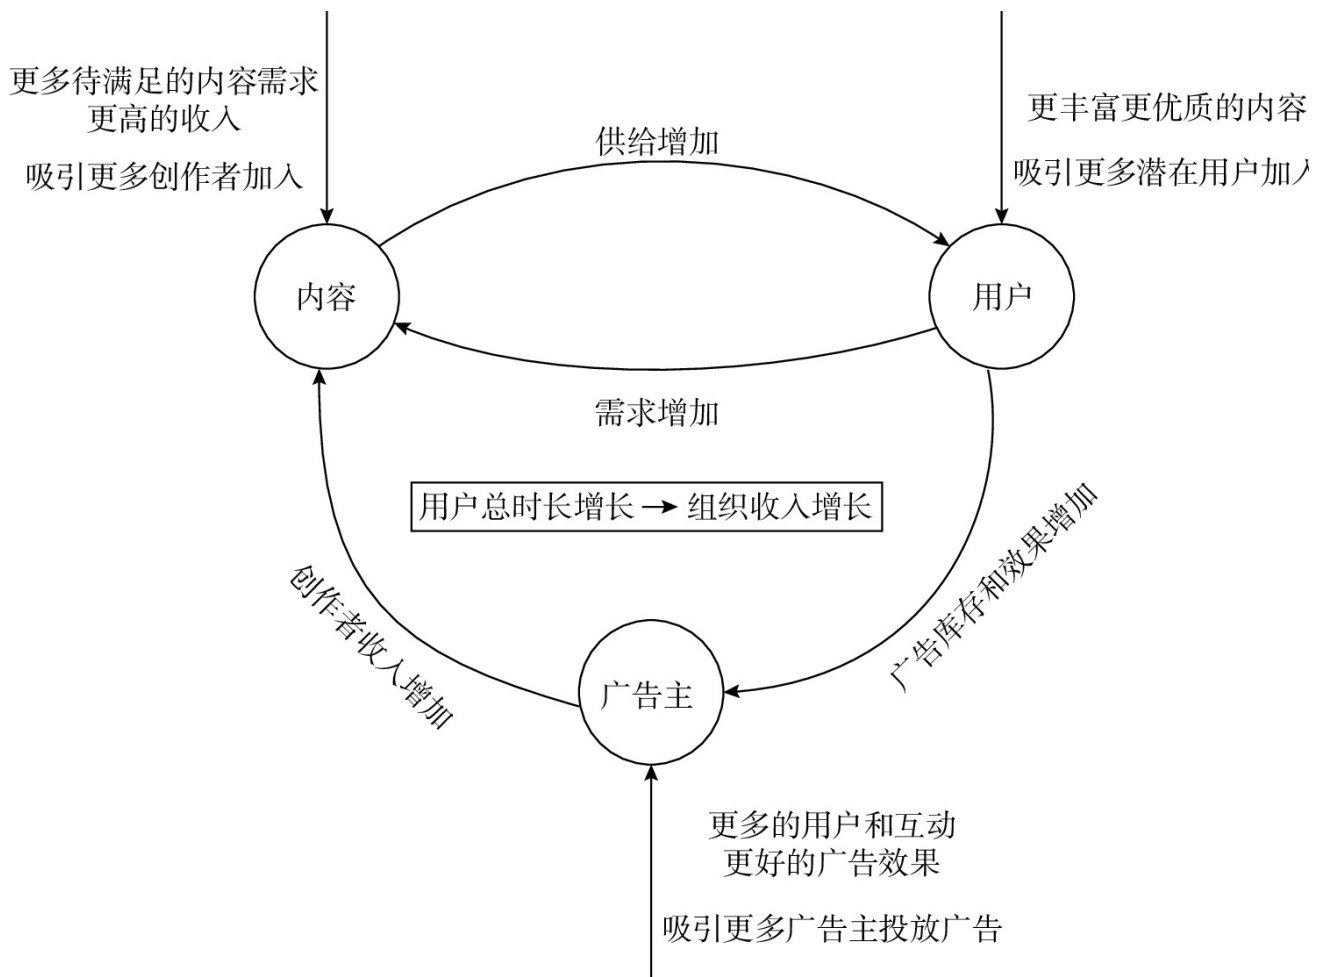 更多待满足的内容需求
更高的收入
吸引更多创作者加入
更丰富更优质的内容
吸引更多潜在用户加入
供给增加
内容
用户
需求增加
用户总时长增长 → 组织收入增长
广告库存和效果增加
创作者收入增加
广告主
更多的用户和互动
更好的广告效果
吸引更多广告主投放广告